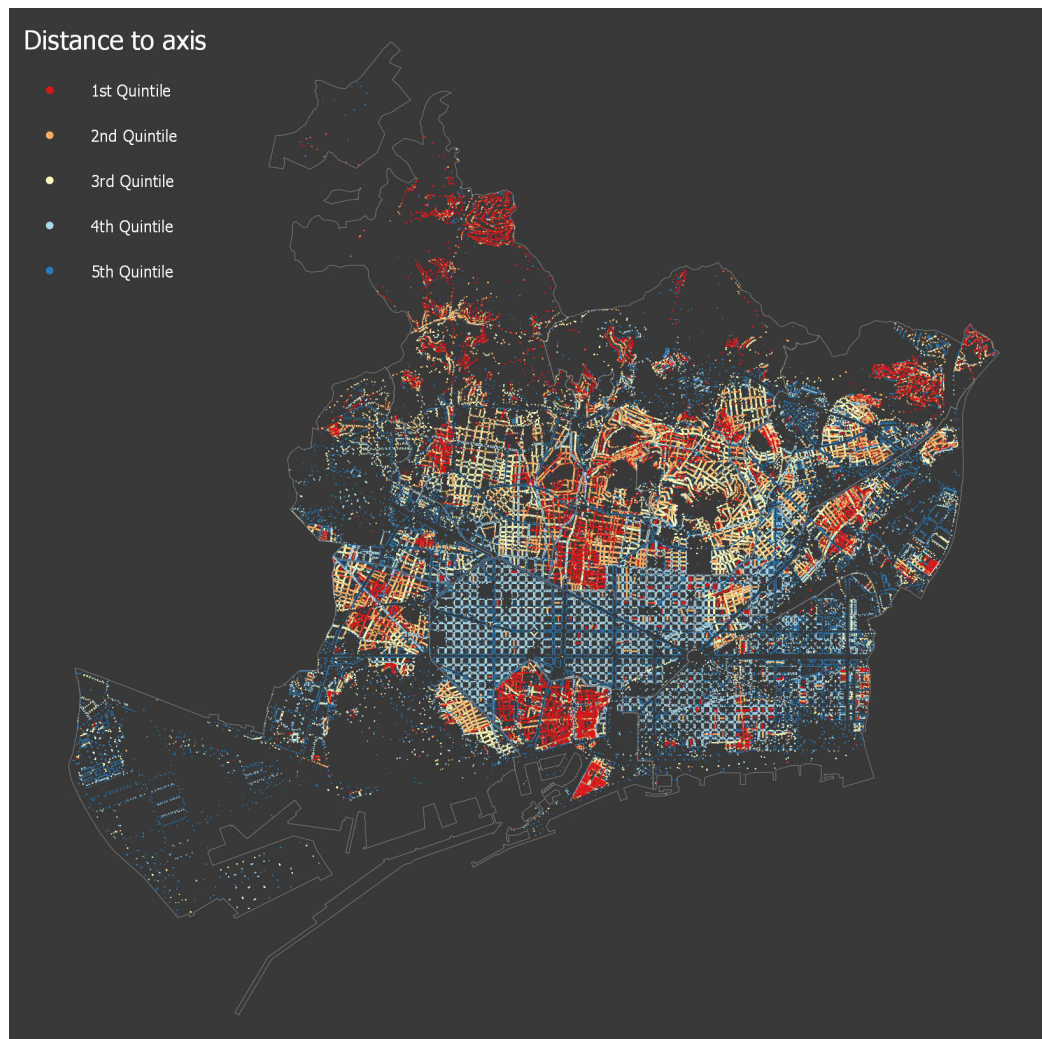 Distance to axis
1st Quintile
2nd Quintile
3rd Quintile
4th Quintile
5th Quintile